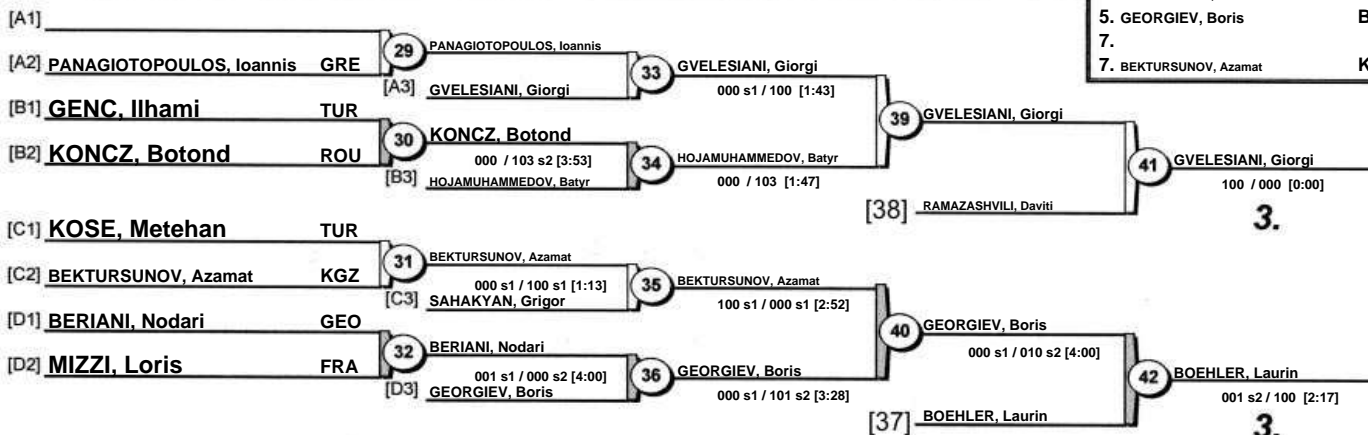 5. GEORGIEV, Boris B
7.
7. BEKTURSUNOV, Azamat K
[A1]
[A2] PANAGIOTOPOULOS, Ioannis GRE
29 PANAGIOTOPOULOS, Ioannis
[A3] GVELESIANI, Giorgi
33 GVELESIANI, Giorgi
000 s1 / 100 [1:43]
[B1] GENC, Ilhami TUR
[B2] KONCZ, Botond ROU
30 KONCZ, Botond
000 / 103 s2 [3:53]
[B3] HOJAMUHAMMEDOV, Batyr
34 HOJAMUHAMMEDOV, Batyr
000 / 103 [1:47]
39 GVELESIANI, Giorgi
[38] RAMAZASHVILI, Daviti
41 GVELESIANI, Giorgi
100 / 000 [0:00]
3.
[C1] KOSE, Metehan TUR
[C2] BEKTURSUNOV, Azamat KGZ
31 BEKTURSUNOV, Azamat
000 s1 / 100 s1 [1:13]
[C3] SAHAKYAN, Grigor
35 BEKTURSUNOV, Azamat
100 s1 / 000 s1 [2:52]
[D1] BERIANI, Nodari GEO
[D2] MIZZI, Loris FRA
32 BERIANI, Nodari
001 s1 / 000 s2 [4:00]
[D3] GEORGIEV, Boris
36 GEORGIEV, Boris
000 s1 / 101 s2 [3:28]
40 GEORGIEV, Boris
000 s1 / 010 s2 [4:00]
[37] BOEHLER, Laurin
42 BOEHLER, Laurin
001 s2 / 100 [2:17]
3.